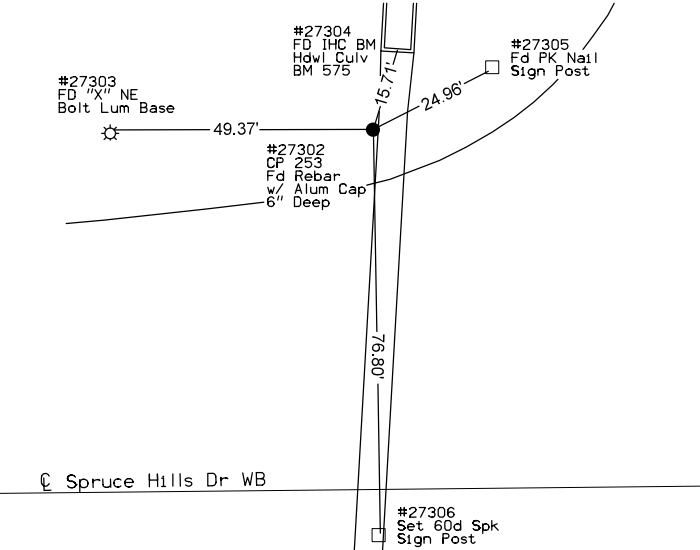 #27304
FD IHC BM
Hdwl Culv
BM 575
#27305
Fd PK Nail
Sign Post
#27303
FD "X" NE
Bolt Lum Base
15.71'
24.96'
49.37'
#27302
CP 253
Fd Rebar
w/ Alum Cap
6" Deep
76.80'
℄ Spruce Hills Dr WB
#27306
Set 60d Spk
Sign Post